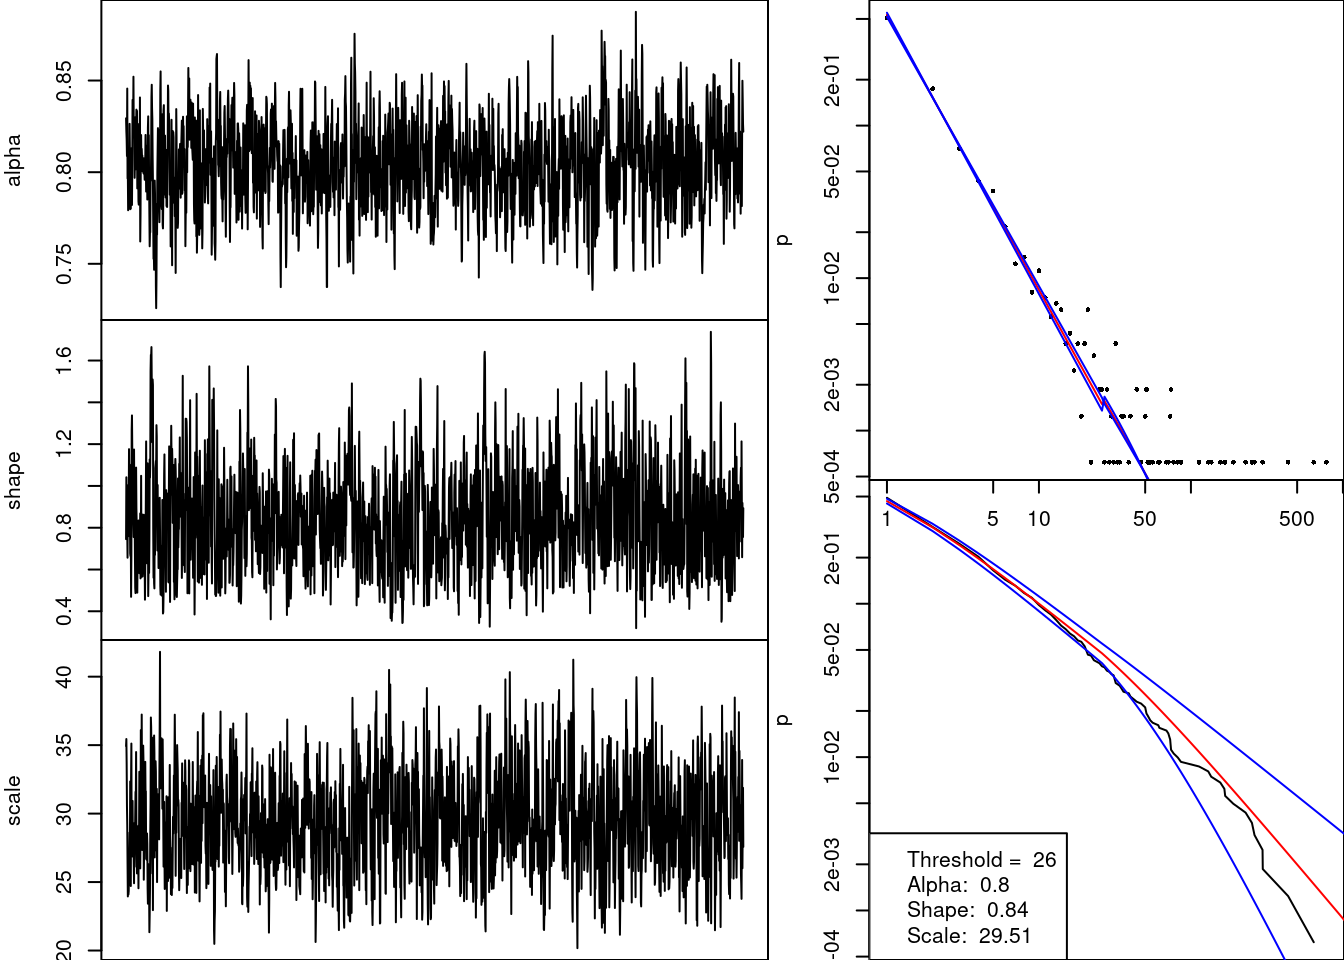 alpha
0.75
0.80
0.85
shape
0.4
0.8
1.2
1.6
scale
20
25
30
35
40
p
5e-04
2e-03
1e-02
5e-02
2e-01
1
5
10
50
500
p
-04
2e-03
1e-02
5e-02
2e-01
Threshold = 26
Alpha: 0.8
Shape: 0.84
Scale: 29.51